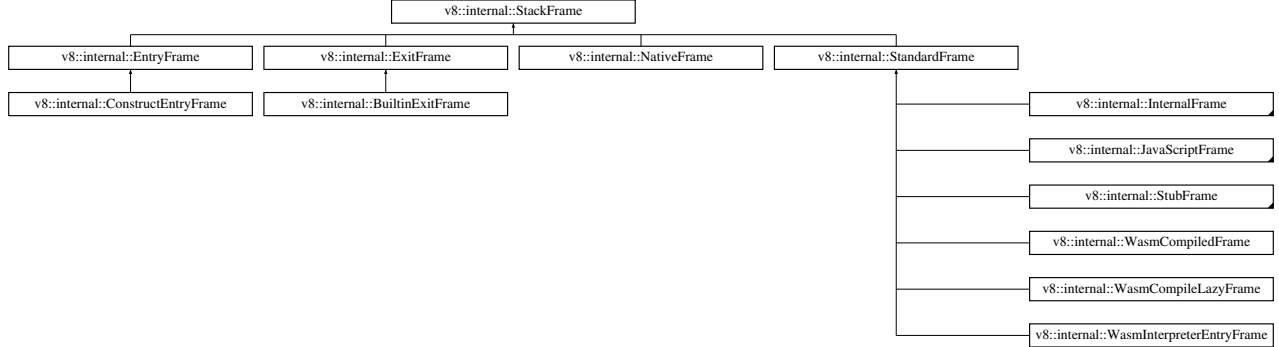 v8::internal::StackFrame
v8::internal::EntryFrame
v8::internal::ExitFrame
v8::internal::NativeFrame
v8::internal::StandardFrame
v8::internal::ConstructEntryFrame
v8::internal::BuiltinExitFrame
v8::internal::InternalFrame
v8::internal::JavaScriptFrame
v8::internal::StubFrame
v8::internal::WasmCompiledFrame
v8::internal::WasmCompileLazyFrame
v8::internal::WasmInterpreterEntryFrame